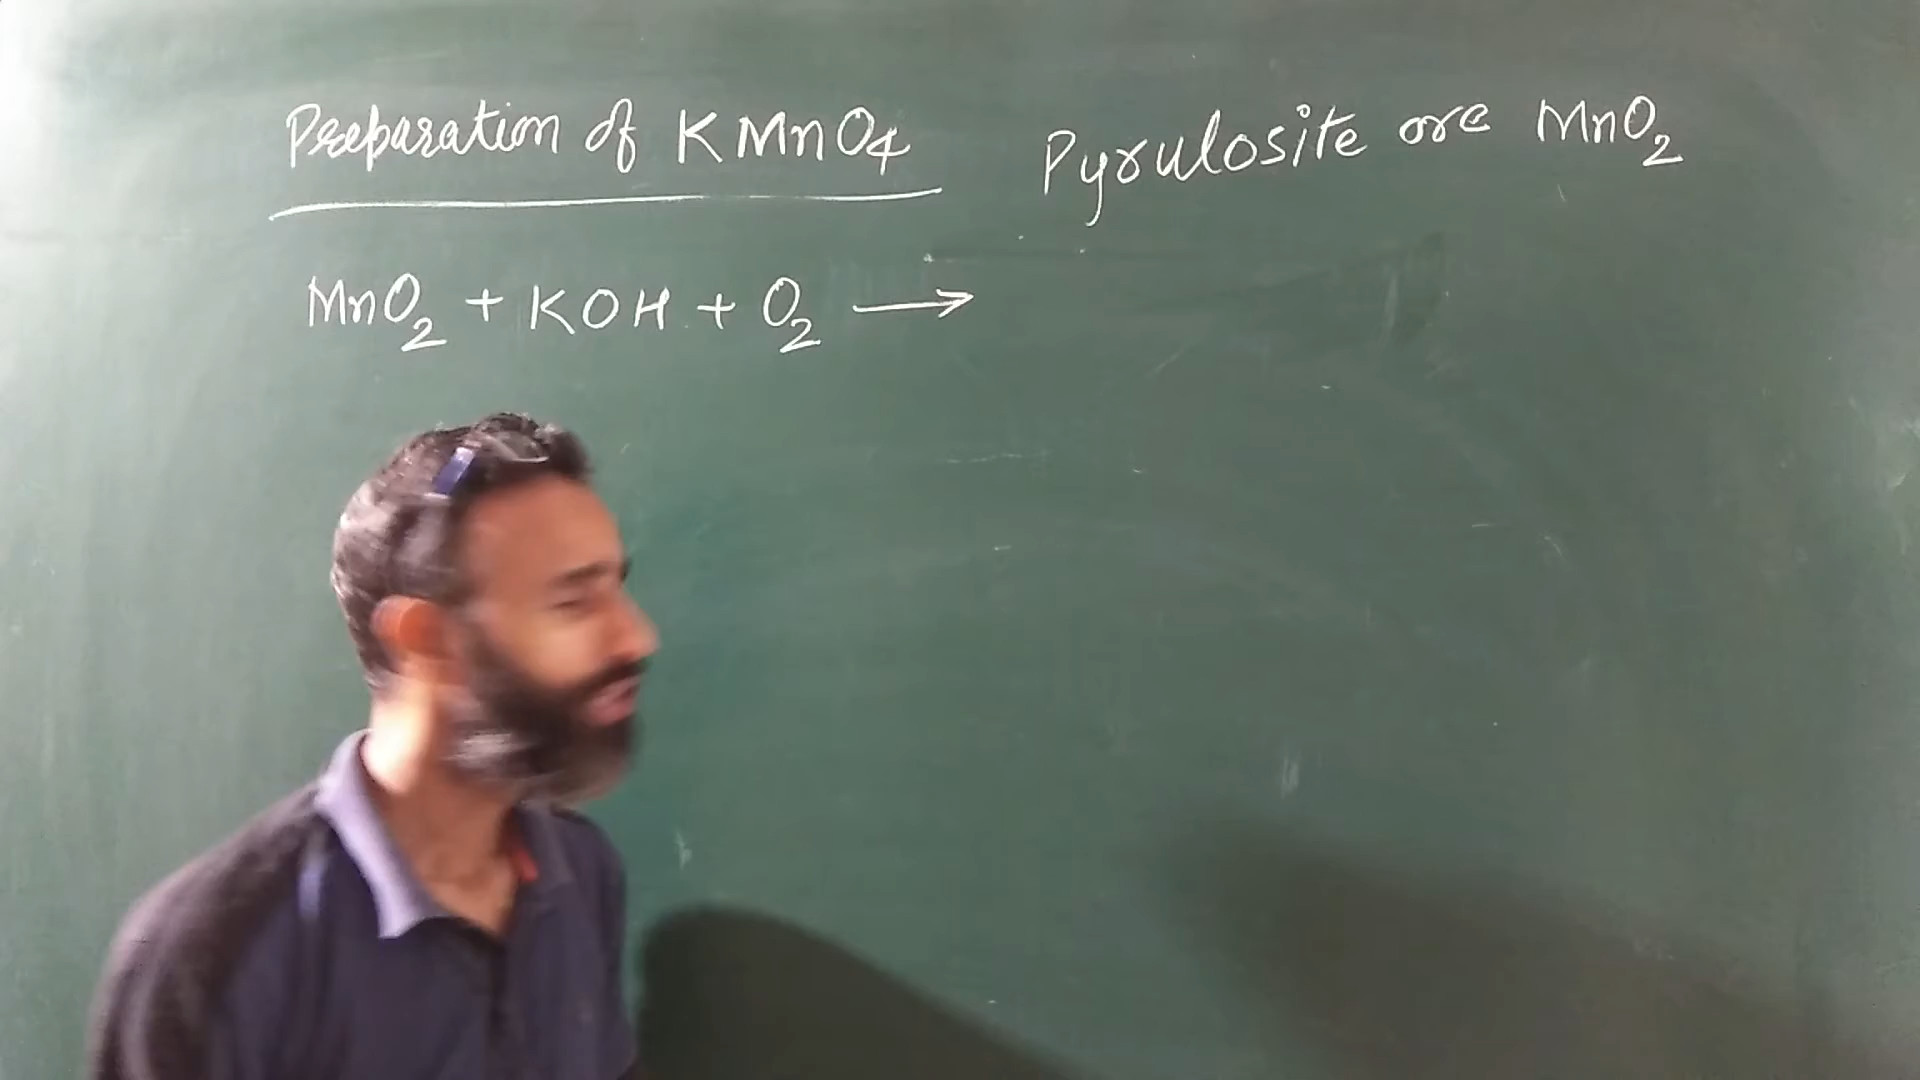 Preparation of KMnO4
Pyrulosite ore MnO₂
MnO₂ + KOH + O₂ ⟶